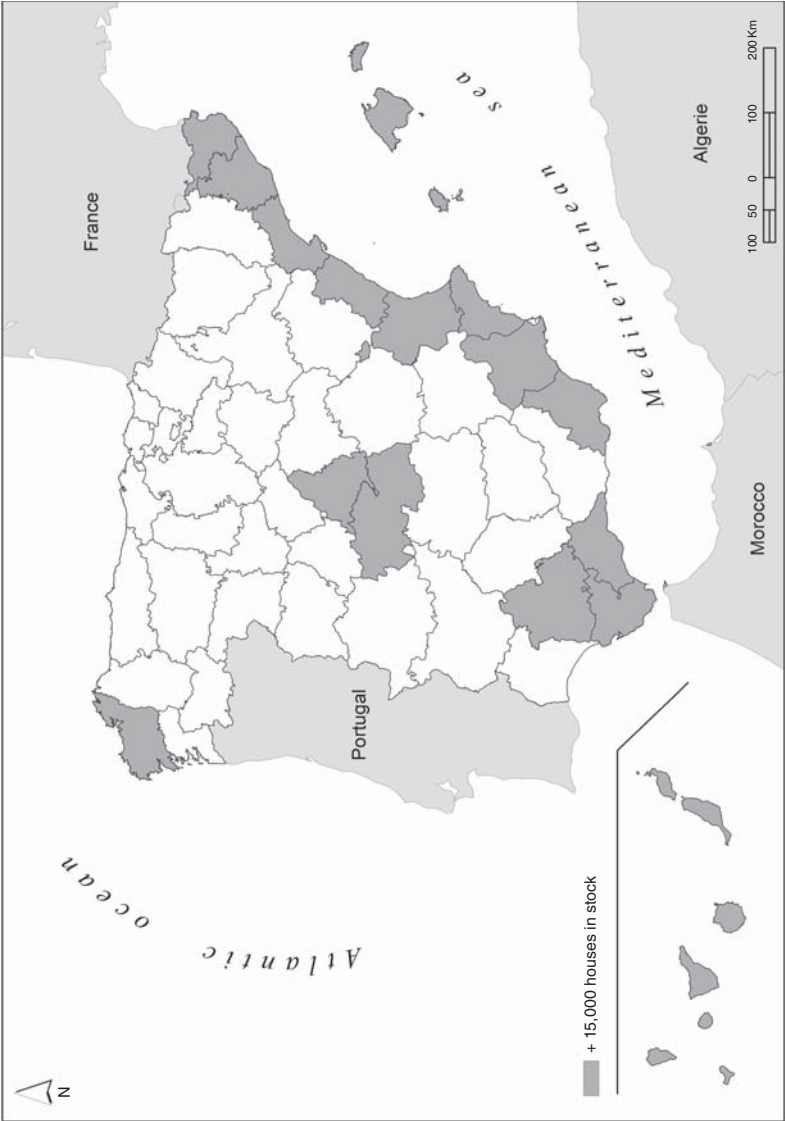 France
Atlantic ocean
Portugal
Mediterranean sea
Morocco
Algerie
N
+ 15,000 houses in stock
100 50 0 100 200 Km